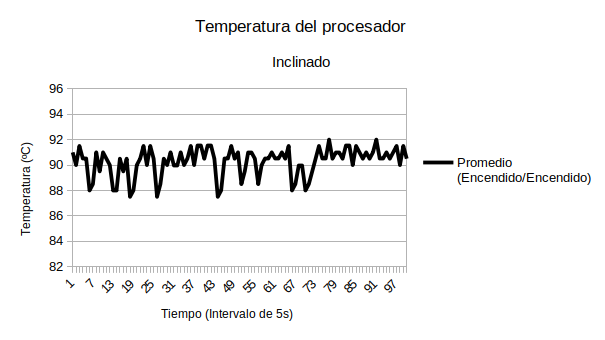 Temperatura del procesador
Inclinado
96
94
92
90
88
86
84
82
Temperatura (ºC)
1 7 13 19 25 31 37 43 49 55 61 67 73 79 85 91 97
Tiempo (Intervalo de 5s)
Promedio
(Encendido/Encendido)